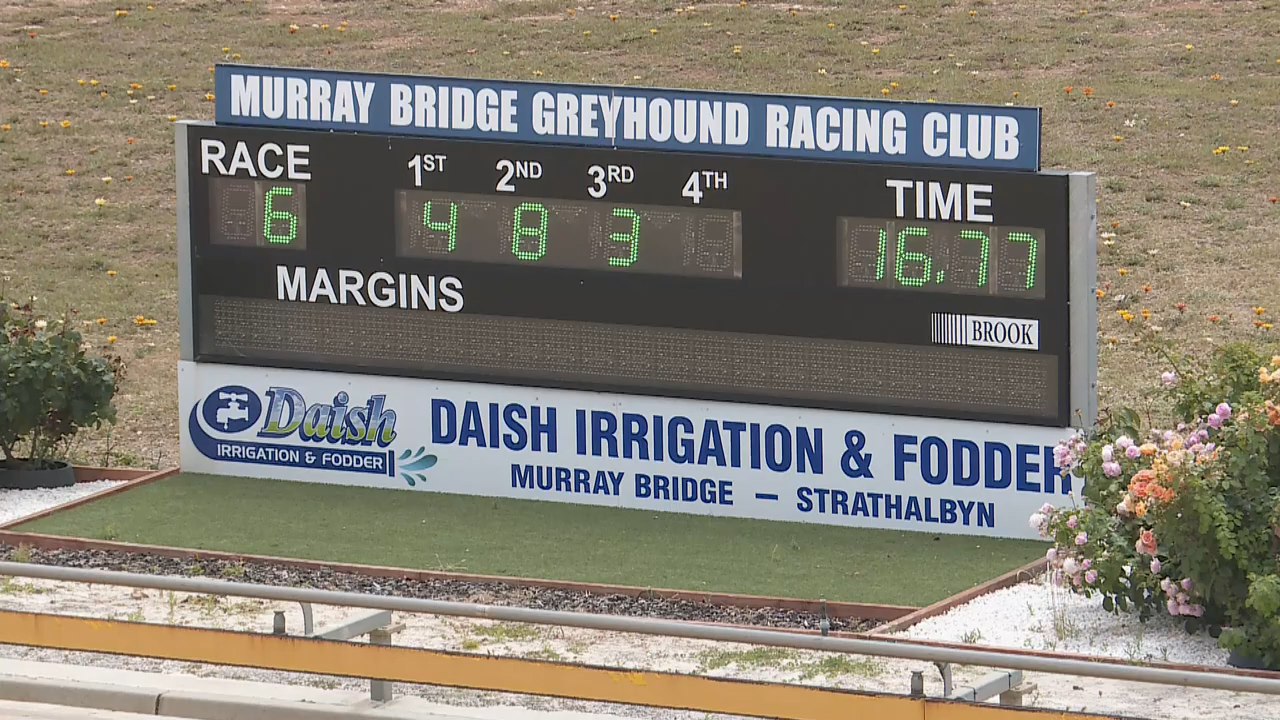 MURRAY BRIDGE GREYHOUND RACING CLUB
RACE 1ST 2ND 3RD 4TH TIME
6 4 8 3 16.77
MARGINS
BROOK
Daish
IRRIGATION & FODDER
DAISH IRRIGATION & FODDER
MURRAY BRIDGE – STRATHALBYN